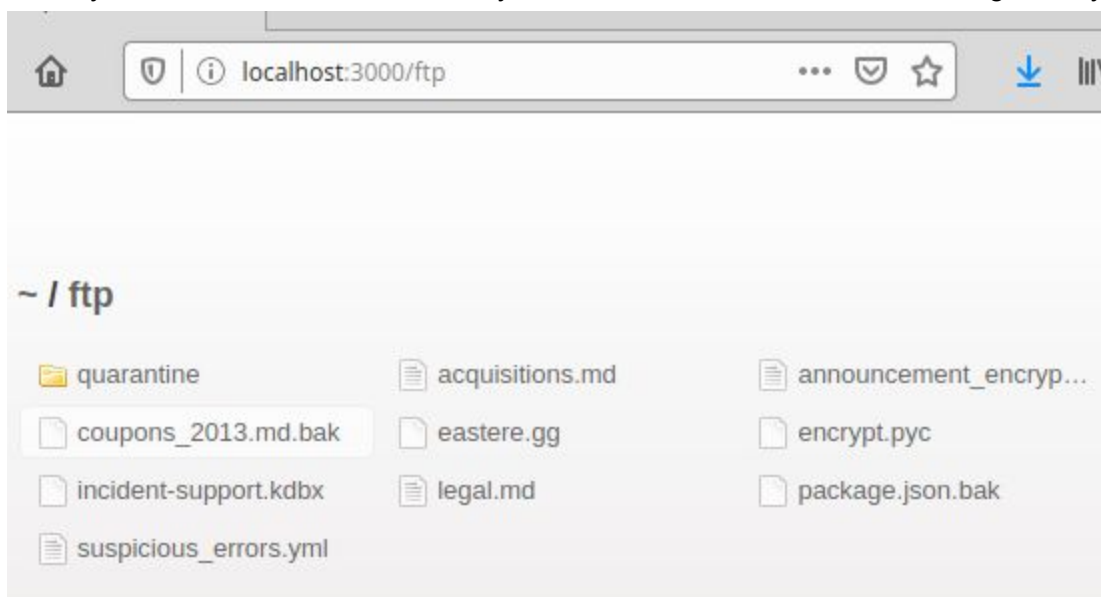 localhost:3000/ftp
~ / ftp
quarantine acquisitions.md announcement_encryp...
coupons_2013.md.bak eastere.gg encrypt.pyc
incident-support.kdbx legal.md package.json.bak
suspicious_errors.yml